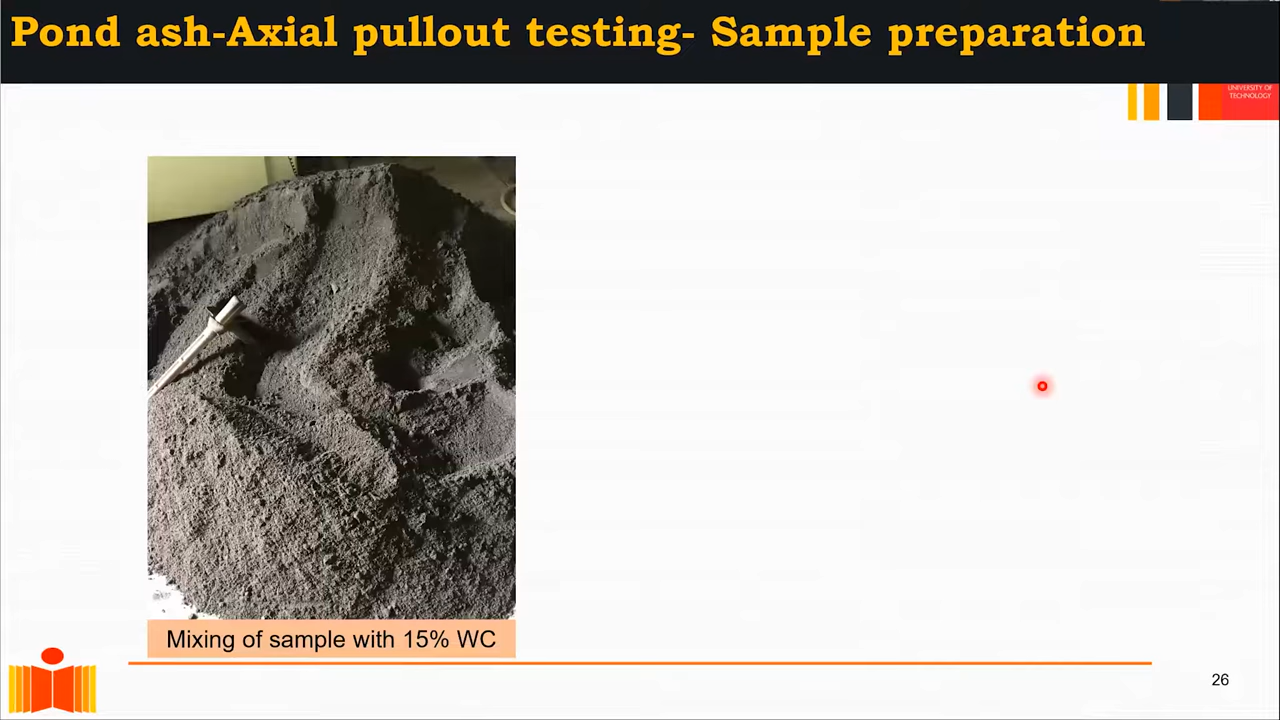 Pond ash-Axial pullout testing- Sample preparation
UNIVERSITY OF
TECHNOLOGY
Mixing of sample with 15% WC
26